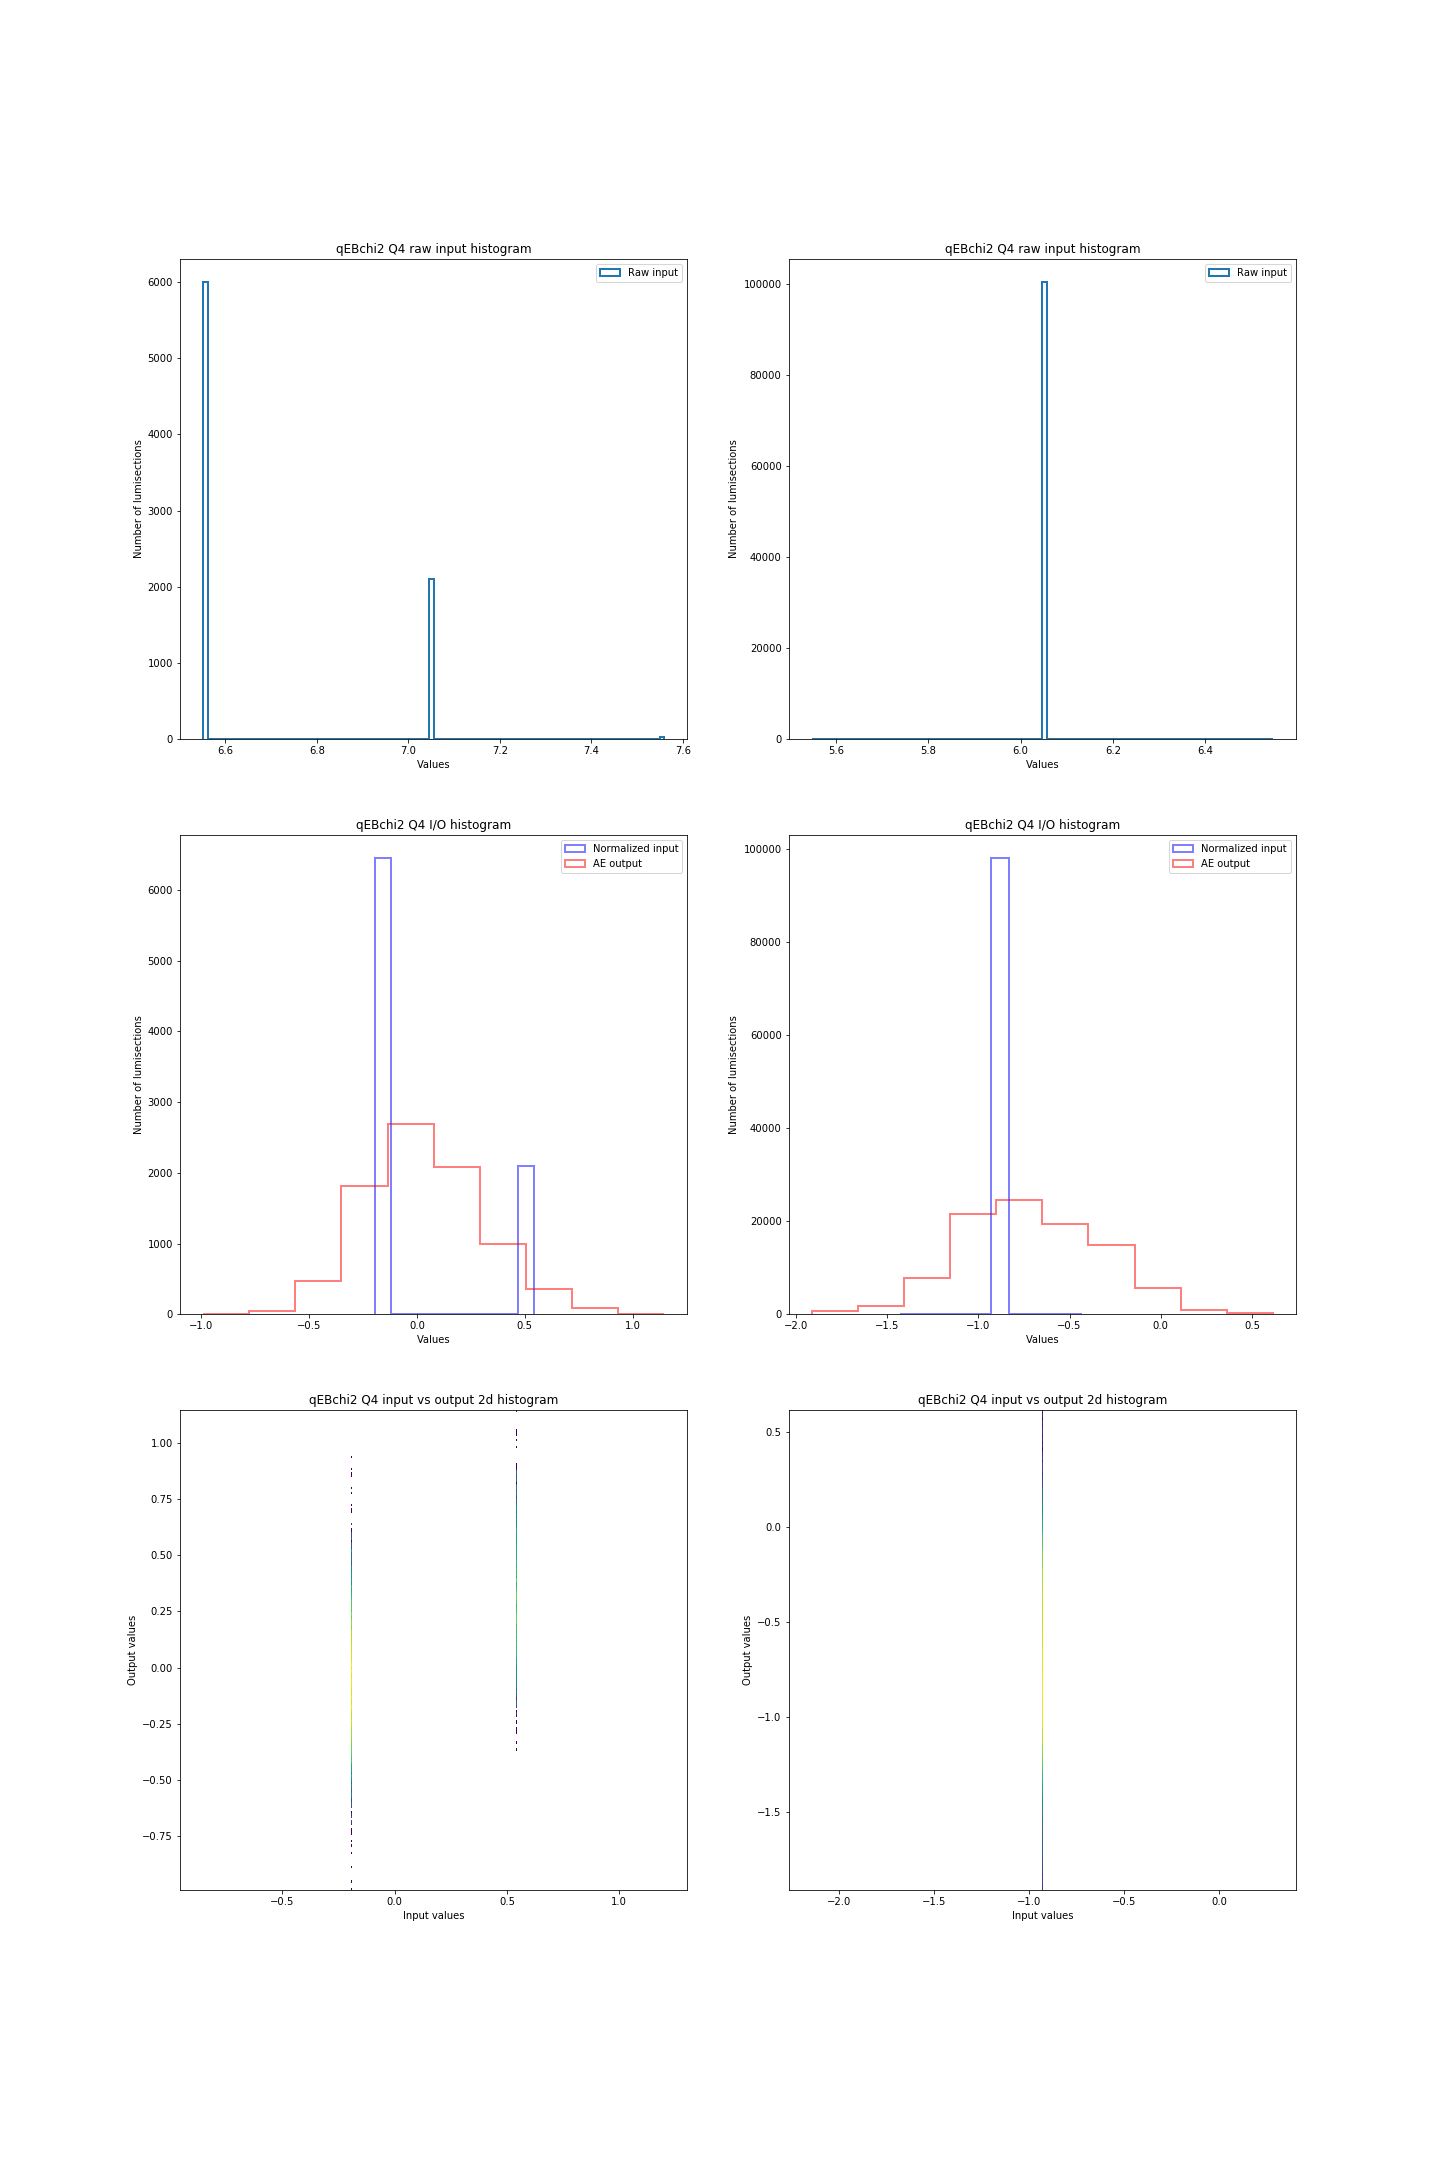 qEBchi2 Q4 raw input histogram
Raw input
6000
5000
4000
3000
2000
1000
0
Number of lumisections
6.6 6.8 7.0 7.2 7.4 7.6
Values
qEBchi2 Q4 raw input histogram
Raw input
100000
80000
60000
40000
20000
0
Number of lumisections
5.6 5.8 6.0 6.2 6.4
Values
qEBchi2 Q4 I/O histogram
Normalized input
AE output
6000
5000
4000
3000
2000
1000
0
Number of lumisections
−1.0 −0.5 0.0 0.5 1.0
Values
qEBchi2 Q4 I/O histogram
Normalized input
AE output
100000
80000
60000
40000
20000
0
Number of lumisections
−2.0 −1.5 −1.0 −0.5 0.0 0.5
Values
qEBchi2 Q4 input vs output 2d histogram
1.00
0.75
0.50
0.25
0.00
−0.25
−0.50
−0.75
Output values
−0.5 0.0 0.5 1.0
Input values
qEBchi2 Q4 input vs output 2d histogram
0.5
0.0
−0.5
−1.0
−1.5
Output values
−2.0 −1.5 −1.0 −0.5 0.0
Input values